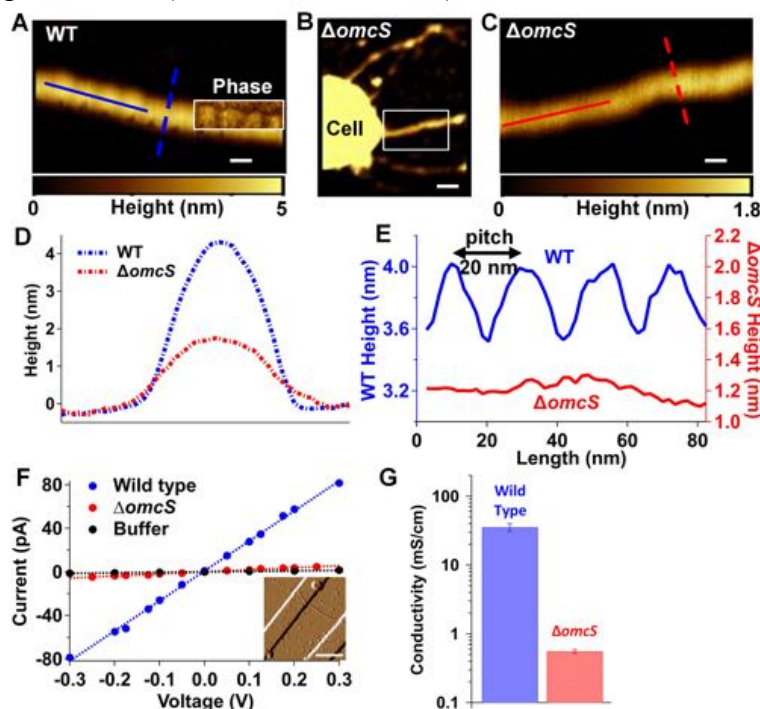 A
WT
Phase
B
ΔomcS
Cell
C
ΔomcS
0
Height (nm)
5
0
Height (nm)
1.8
D
WT
ΔomcS
Height (nm)
4
3
2
1
0
E
pitch
20 nm
WT
ΔomcS
WT Height (nm)
4.0
3.6
3.2
ΔomcS Height (nm)
2.2
2.0
1.8
1.6
1.4
1.2
1.0
0 20 40 60 80
Length (nm)
F
Wild type
ΔomcS
Buffer
Current (pA)
80
40
0
-40
-80
-0.3 -0.2 -0.1 0.0 0.1 0.2 0.3
Voltage (V)
G
Wild
Type
ΔomcS
Conductivity (mS/cm)
100
10
1
0.1